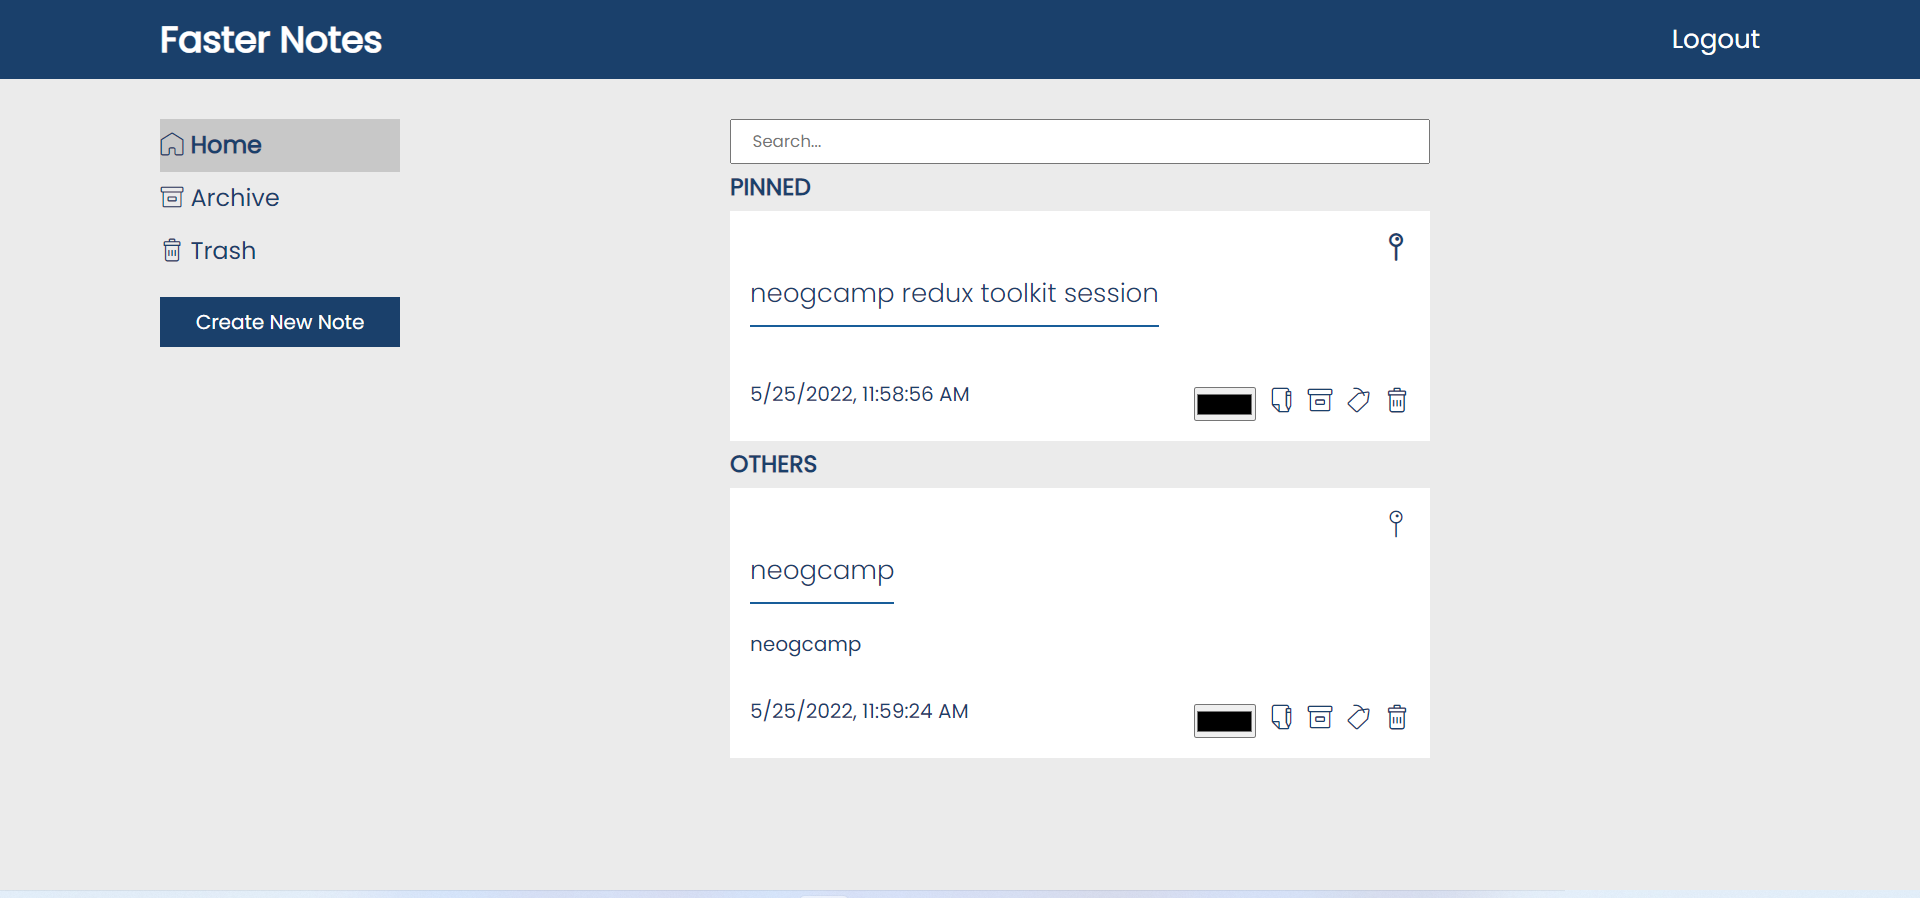 Faster Notes
Logout
Home
Archive
Trash
Create New Note
Search...
PINNED
neogcamp redux toolkit session
5/25/2022, 11:58:56 AM
OTHERS
neogcamp
neogcamp
5/25/2022, 11:59:24 AM